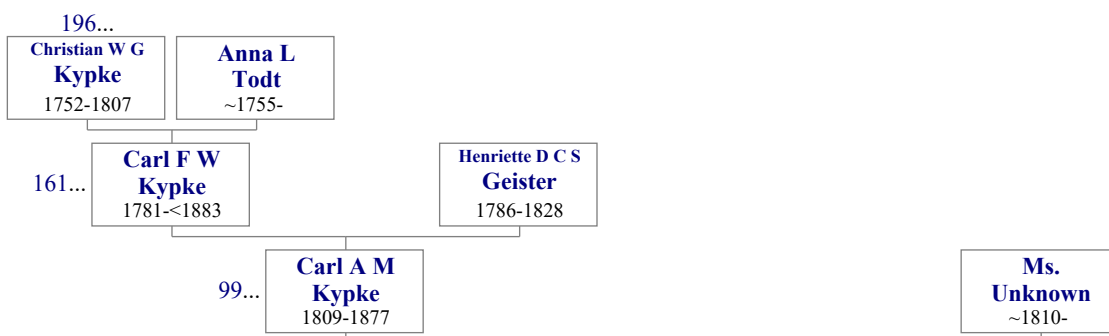 196...
Christian W G
Kypke
1752-1807
Anna L
Todt
~1755-
161...
Carl F W
Kypke
1781-<1883
Henriette D C S
Geister
1786-1828
99...
Carl A M
Kypke
1809-1877
Ms.
Unknown
~1810-